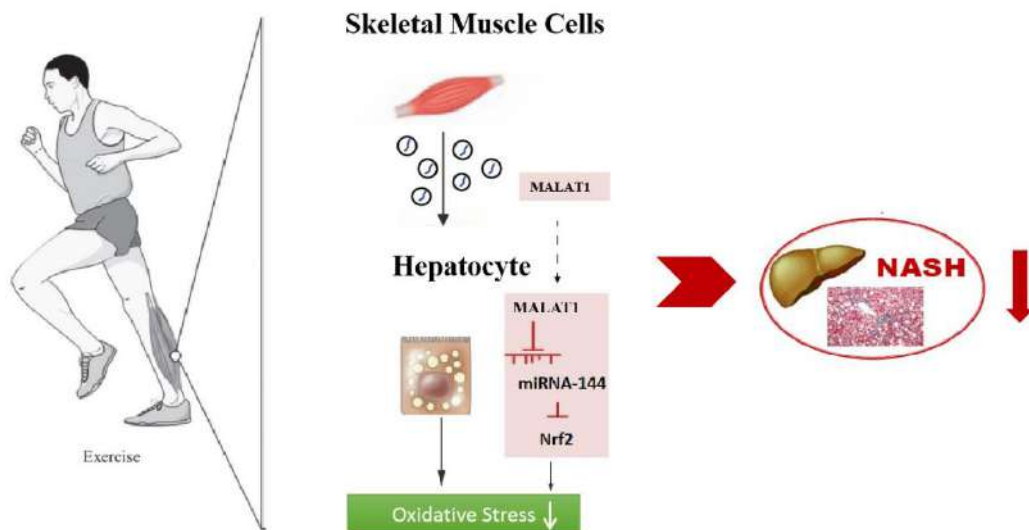 Skeletal Muscle Cells
MALAT1
Hepatocyte
MALAT1
miRNA-144
Nrf2
Oxidative Stress
NASH
Exercise